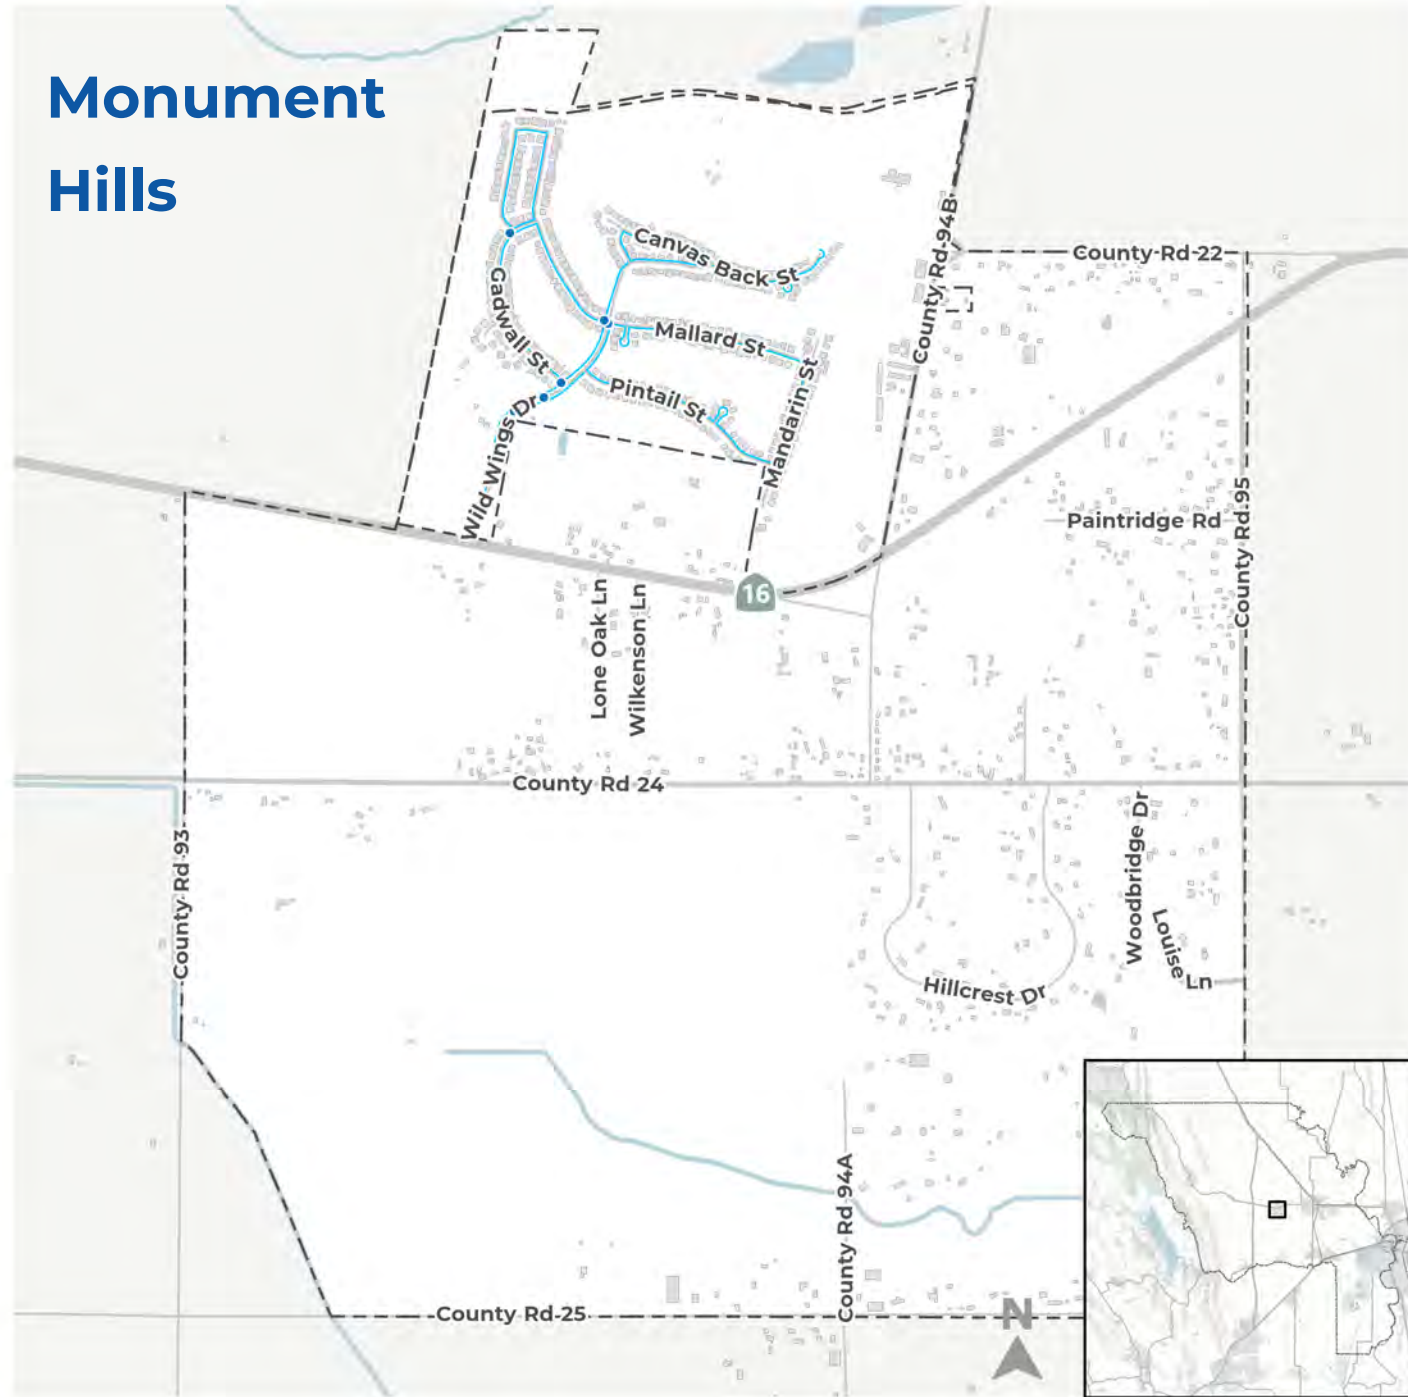 Monument
Hills
Canvas Back St
County Rd 94B
County Rd 22
Gadwall St
Mallard St
Pintail St
Mandarin St
Wild Wings Dr
Paintridge Rd
County Rd 95
16
Lone Oak Ln
Wilkenson Ln
County Rd 24
County Rd 93
Woodbridge Dr
Louise Ln
Hillcrest Dr
County Rd 94A
County Rd 25
N